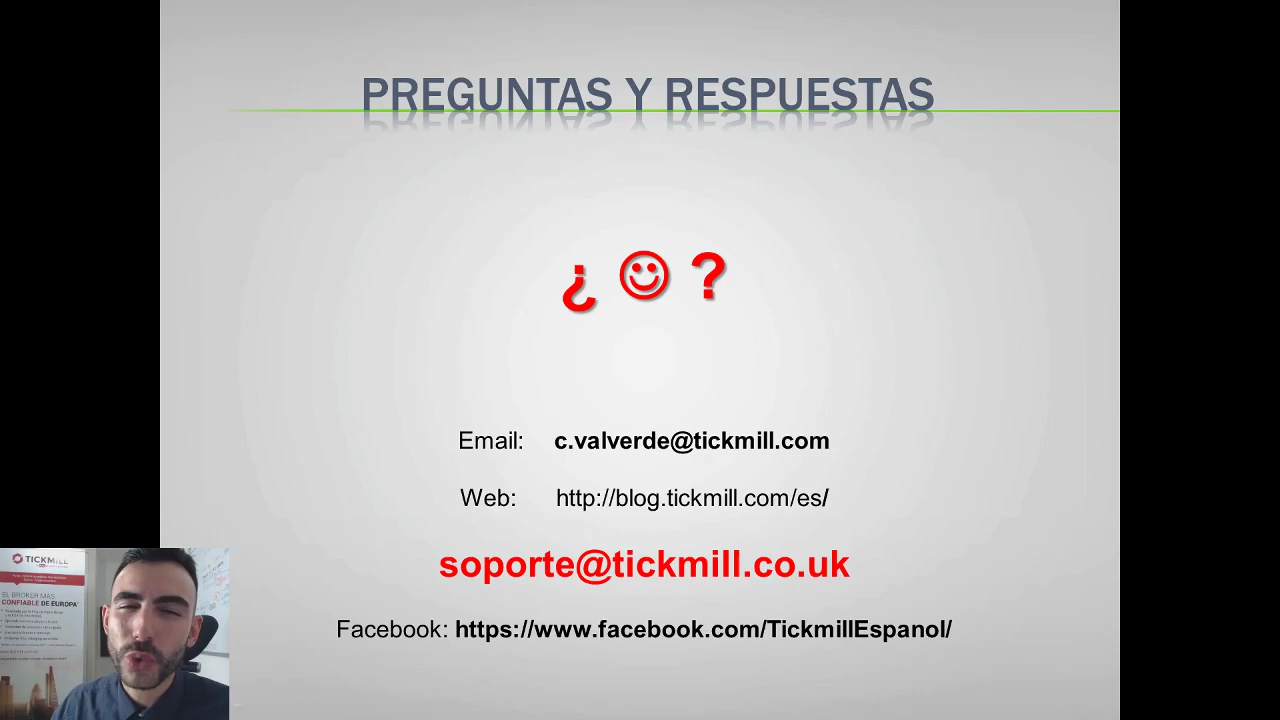 PREGUNTAS Y RESPUESTAS
¿ ☺ ?
Email: c.valverde@tickmill.com
Web: http://blog.tickmill.com/es/
soporte@tickmill.co.uk
Facebook: https://www.facebook.com/TickmillEspanol/
TICKMILL
EL BROKER MÁS
CONFIABLE DE EUROPA*